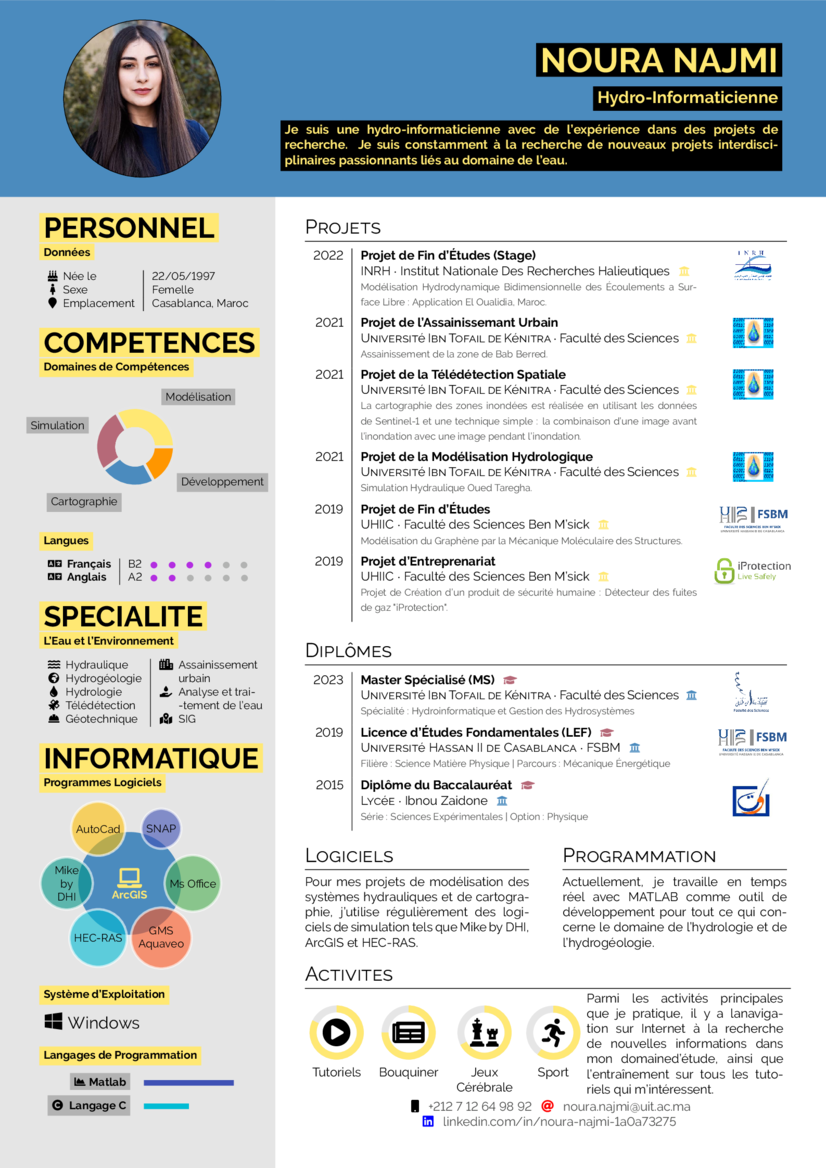 NOURA NAJMI
Hydro-Informaticienne
Je suis une hydro-informaticienne avec de l'expérience dans des projets de
recherche. Je suis constamment à la recherche de nouveaux projets interdisci-
plinaires passionnants liés au domaine de l'eau.
PERSONNEL
Données
Née le 22/05/1997
Sexe Femelle
Emplacement Casablanca, Maroc
COMPETENCES
Domaines de Compétences
Modélisation
Simulation
Développement
Cartographie
Langues
Français B2
Anglais A2
SPECIALITE
L'Eau et l'Environnement
Hydraulique
Hydrogéologie
Hydrologie
Télédétection
Géotechnique
Assainissement
urbain
Analyse et trai-
-tement de l'eau
SIG
INFORMATIQUE
Programmes Logiciels
AutoCad
SNAP
Mike
by
DHI
ArcGIS
Ms Office
HEC-RAS
GMS
Aquaveo
Système d'Exploitation
Windows
Langages de Programmation
Matlab
Langage C
PROJETS
2022 Projet de Fin d'Études (Stage)
INRH · Institut Nationale Des Recherches Halieutiques
Modélisation Hydrodynamique Bidimensionnelle des Écoulements a Sur-
face Libre : Application El Oualidia, Maroc.
INRH
2021 Projet de l'Assainissemant Urbain
UNIVERSITÉ IBN TOFAIL DE KÉNITRA · Faculté des Sciences
Assainissement de la zone de Bab Berred.
2021 Projet de la Télédétection Spatiale
UNIVERSITÉ IBN TOFAIL DE KÉNITRA · Faculté des Sciences
La cartographie des zones inondées est réalisée en utilisant les données
de Sentinel-1 et une technique simple : la combinaison d'une image avant
l'inondation avec une image pendant l'inondation.
2021 Projet de la Modélisation Hydrologique
UNIVERSITÉ IBN TOFAIL DE KÉNITRA · Faculté des Sciences
Simulation Hydraulique Oued Taregha.
2019 Projet de Fin d'Études
UHIIC · Faculté des Sciences Ben M'sick
Modélisation du Graphène par la Mécanique Moléculaire des Structures.
FSBM
2019 Projet d'Entreprenariat
UHIIC · Faculté des Sciences Ben M'sick
Projet de Création d'un produit de sécurité humaine : Détecteur des fuites
de gaz "iProtection".
iProtection
Live Safely
DIPLÔMES
2023 Master Spécialisé (MS)
UNIVERSITÉ IBN TOFAIL DE KÉNITRA · Faculté des Sciences
Spécialité : Hydroinformatique et Gestion des Hydrosystèmes
2019 Licence d'Études Fondamentales (LEF)
UNIVERSITÉ HASSAN II DE CASABLANCA · FSBM
Filière : Science Matière Physique | Parcours : Mécanique Énergétique
FSBM
2015 Diplôme du Baccalauréat
LYCÉE · Ibnou Zaidone
Série : Sciences Expérimentales | Option : Physique
LOGICIELS
Pour mes projets de modélisation des
systèmes hydrauliques et de cartogra-
phie, j'utilise régulièrement des logi-
ciels de simulation tels que Mike by DHI,
ArcGIS et HEC-RAS.
PROGRAMMATION
Actuellement, je travaille en temps
réel avec MATLAB comme outil de
développement pour tout ce qui con-
cerne le domaine de l'hydrologie et de
l'hydrogéologie.
ACTIVITES
Tutoriels
Bouquiner
Jeux
Cérébrale
Sport
Parmi les activités principales
que je pratique, il y a lanaviga-
tion sur Internet à la recherche
de nouvelles informations dans
mon domained'étude, ainsi que
l'entraînement sur tous les tuto-
riels qui m'intéressent.
+212 7 12 64 98 92 @ noura.najmi@uit.ac.ma
linkedin.com/in/noura-najmi-1a0a73275